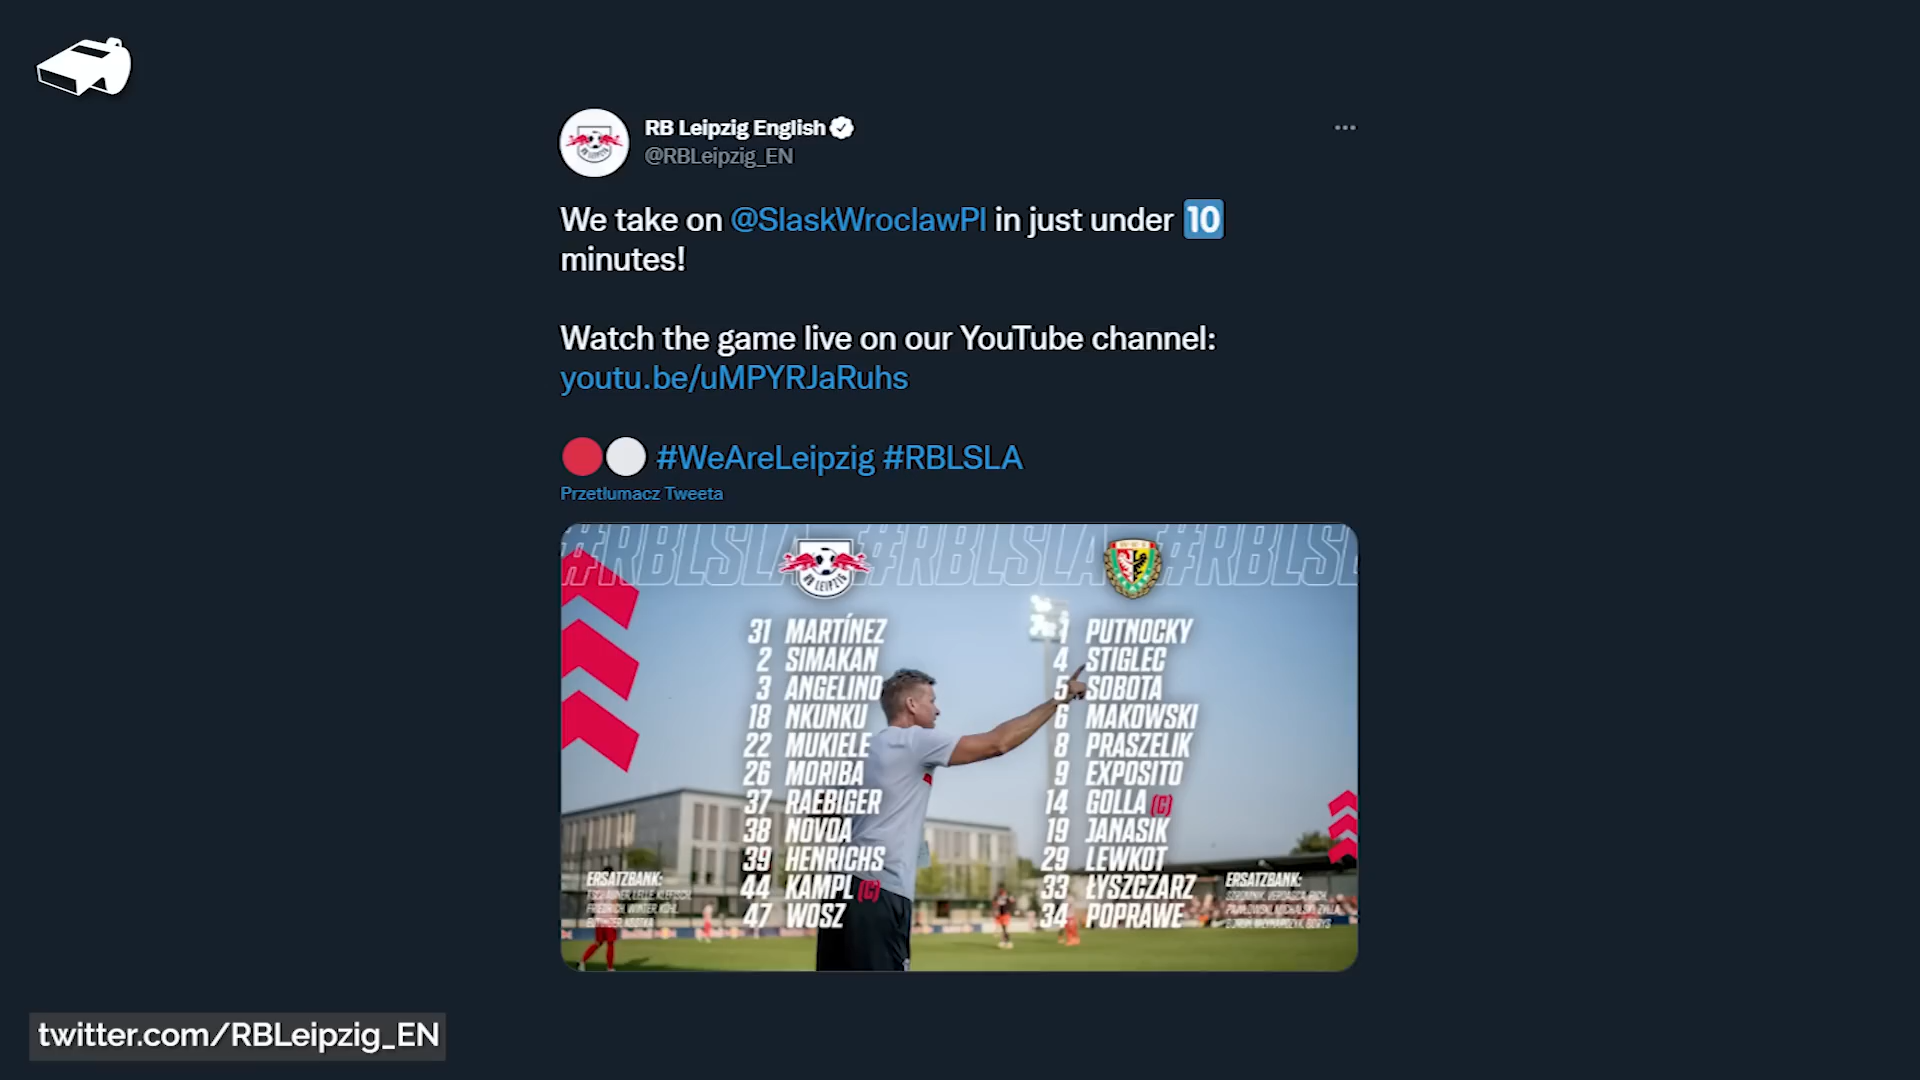 RB Leipzig English
@RBLeipzig_EN
We take on @SlaskWroclawPl in just under 10
minutes!
Watch the game live on our YouTube channel:
youtu.be/uMPYRJaRuhs
#WeAreLeipzig #RBLSLA
Przetłumacz Tweeta
#RBLSLA #RBLSLA #RBLSL
RB LEIPZIG
31 MARTÍNEZ
2 SIMAKAN
3 ANGELINO
18 NKUNKU
22 MUKIELE
26 MORIBA
37 RAEBIGER
38 NOVOA
39 HENRICHS
44 KAMPL (C)
47 WOSZ
ERSATZBANK:
1 PUTNOCKY
4 STIGLEC
5 SOBOTA
6 MAKOWSKI
8 PRASZELIK
9 EXPOSITO
14 GOLLA (C)
19 JANASIK
29 LEWKOT
33 ŁYSZCZARZ
34 POPRAWE
ERSATZBANK:
twitter.com/RBLeipzig_EN